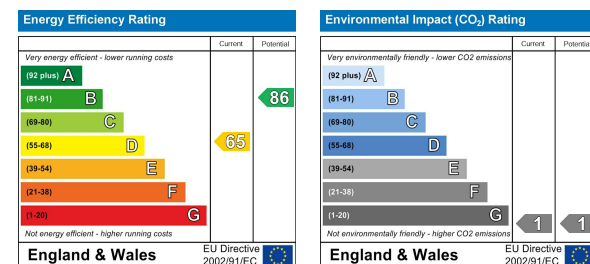 Energy Efficiency Rating
Current Potential
Very energy efficient - lower running costs
(92 plus) A
(81-91) B
86
(69-80) C
(55-68) D
65
(39-54) E
(21-38) F
(1-20) G
Not energy efficient - higher running costs
England & Wales
EU Directive
2002/91/EC
Environmental Impact (CO2) Rating
Current Potentia
Very environmentally friendly - lower CO2 emissions
(92 plus) A
(81-91) B
(69-80) C
(55-68) D
(39-54) E
(21-38) F
(1-20) G
1 1
Not environmentally friendly - higher CO2 emissions
England & Wales
EU Directive
2002/91/EC